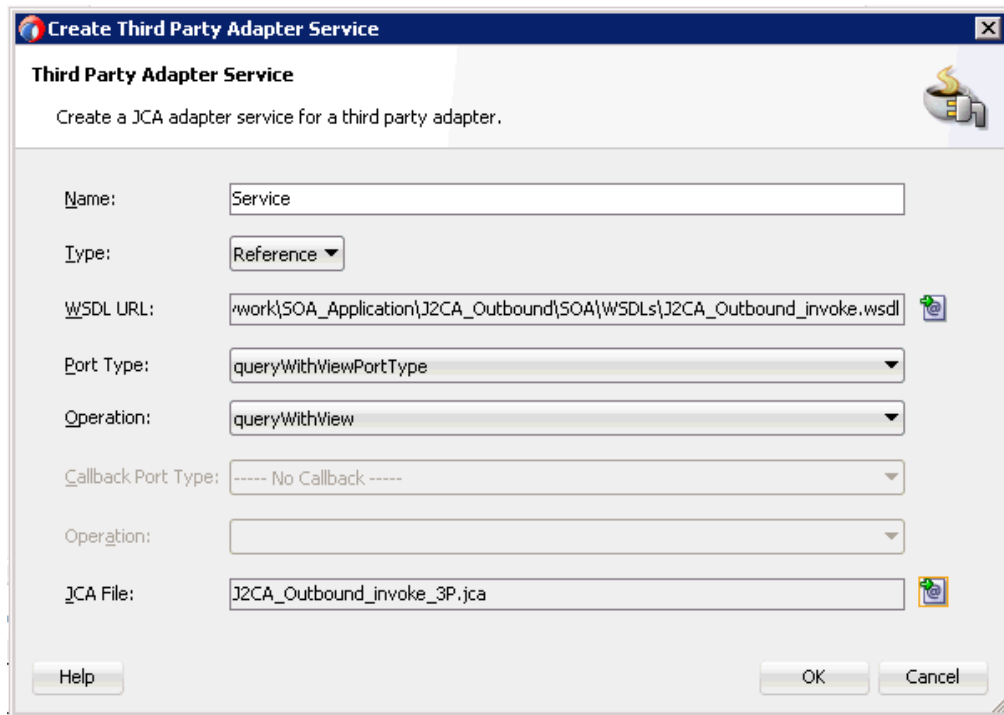 Create Third Party Adapter Service
Third Party Adapter Service
Create a JCA adapter service for a third party adapter.
Name: Service
Type: Reference
WSDL URL: work\SOA_Application\J2CA_Outbound\SOA\WSDLs\J2CA_Outbound_invoke.wsdl
Port Type: queryWithViewPortType
Operation: queryWithView
Callback Port Type: ----- No Callback -----
Operation:
JCA File: J2CA_Outbound_invoke_3P.jca
Help OK Cancel